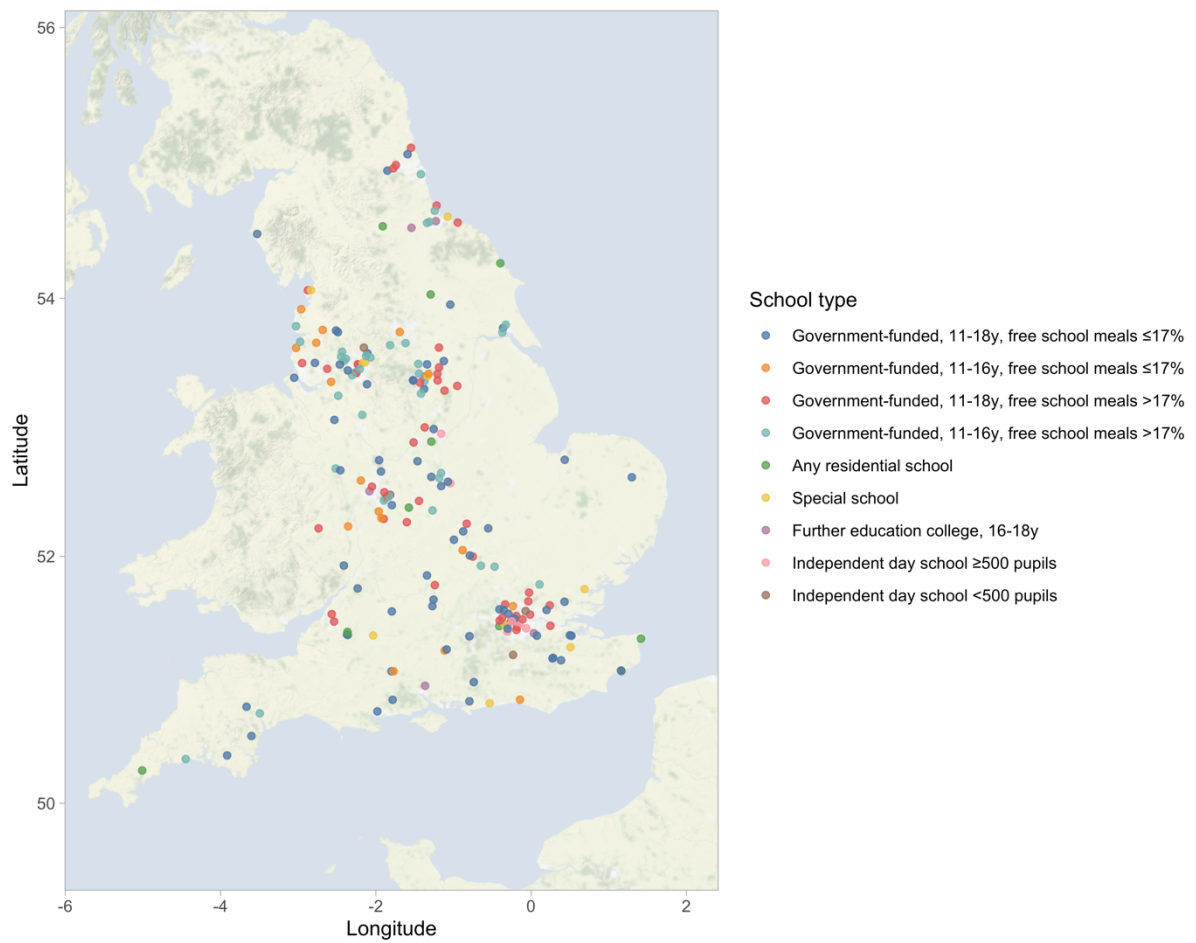 56
54
52
50
Latitude
-6
-4
-2
0
2
Longitude
School type
Government-funded, 11-18y, free school meals ≤17%
Government-funded, 11-16y, free school meals ≤17%
Government-funded, 11-18y, free school meals >17%
Government-funded, 11-16y, free school meals >17%
Any residential school
Special school
Further education college, 16-18y
Independent day school ≥500 pupils
Independent day school <500 pupils